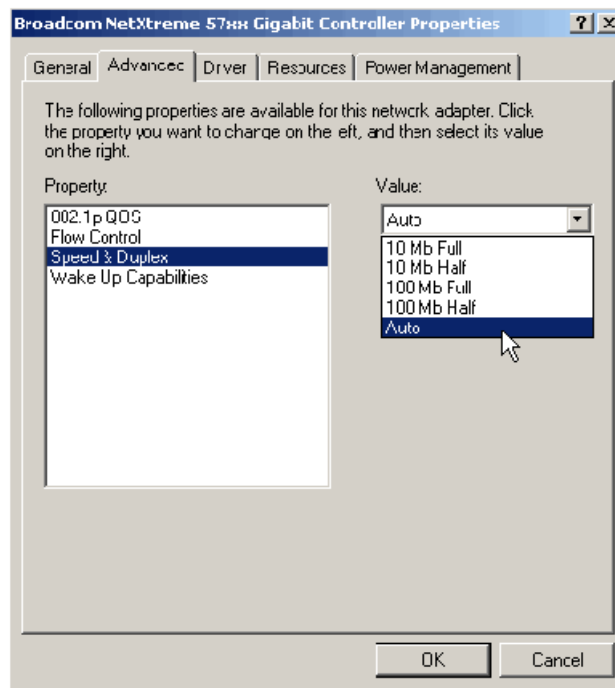 Broadcom NetXtreme 57xx Gigabit Controller Properties
General Advanced Driver Resources Power Management
The following properties are available for this network adapter. Click
the property you want to change on the left, and then select its value
on the right.
Property: Value:
802.1p QOS
Flow Control
Speed & Duplex
Wake Up Capabilities
Auto
10 Mb Full
10 Mb Half
100 Mb Full
100 Mb Half
Auto
OK Cancel